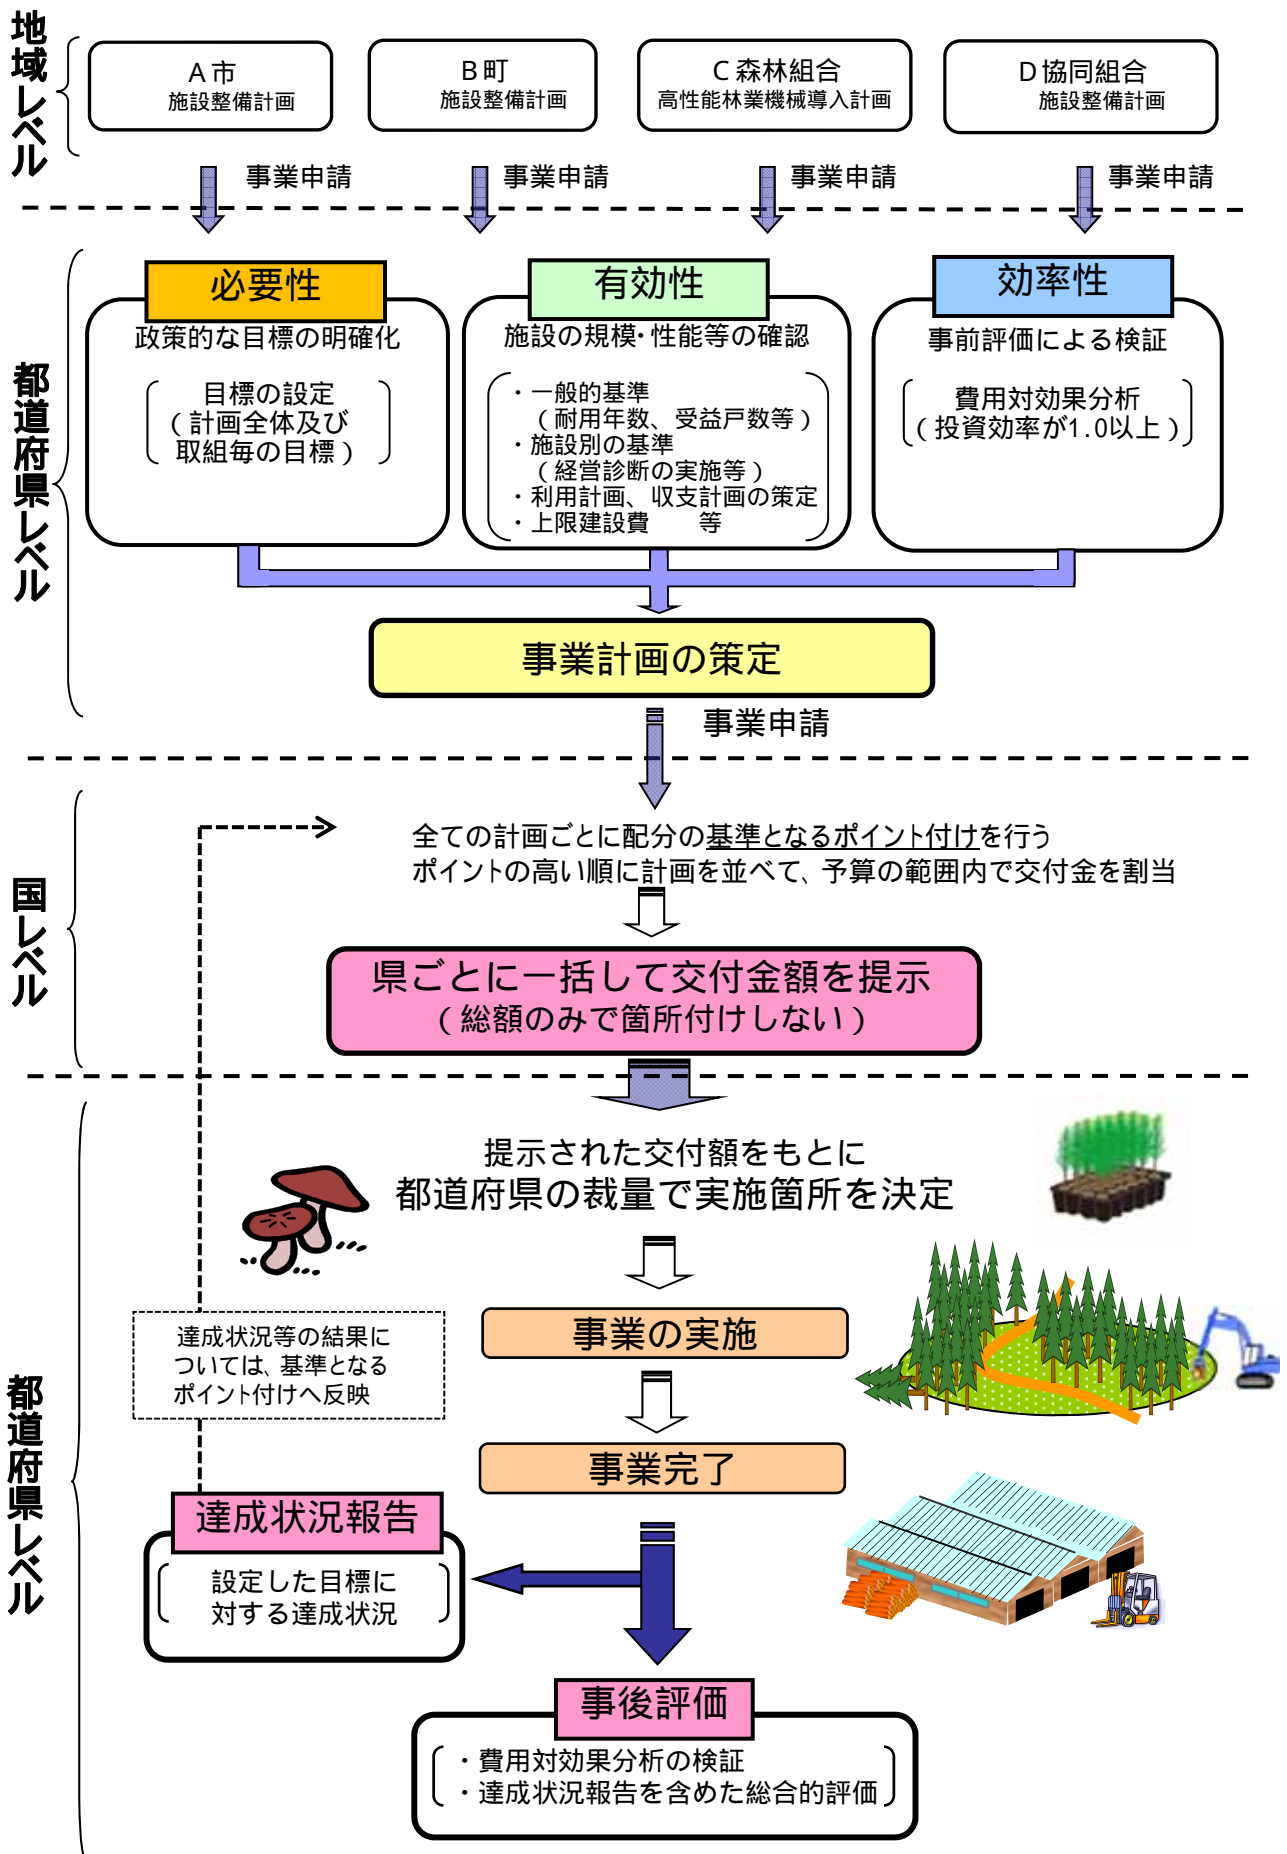 地域レベル
A市
施設整備計画
B町
施設整備計画
C森林組合
高性能林業機械導入計画
D協同組合
施設整備計画
事業申請
事業申請
事業申請
事業申請
都道府県レベル
必要性
政策的な目標の明確化
目標の設定
(計画全体及び
取組毎の目標)
有効性
施設の規模・性能等の確認
・一般的基準
(耐用年数、受益戸数等)
・施設別の基準
(経営診断の実施等)
・利用計画、収支計画の策定
・上限建設費 等
効率性
事前評価による検証
費用対効果分析
(投資効率が1.0以上)
事業計画の策定
事業申請
国レベル
全ての計画ごとに配分の基準となるポイント付けを行う
ポイントの高い順に計画を並べて、予算の範囲内で交付金を割当
県ごとに一括して交付金額を提示
(総額のみで箇所付けしない)
都道府県レベル
提示された交付額をもとに
都道府県の裁量で実施箇所を決定
事業の実施
達成状況等の結果に
ついては、基準となる
ポイント付けへ反映
事業完了
達成状況報告
設定した目標に
対する達成状況
事後評価
・費用対効果分析の検証
・達成状況報告を含めた総合的評価